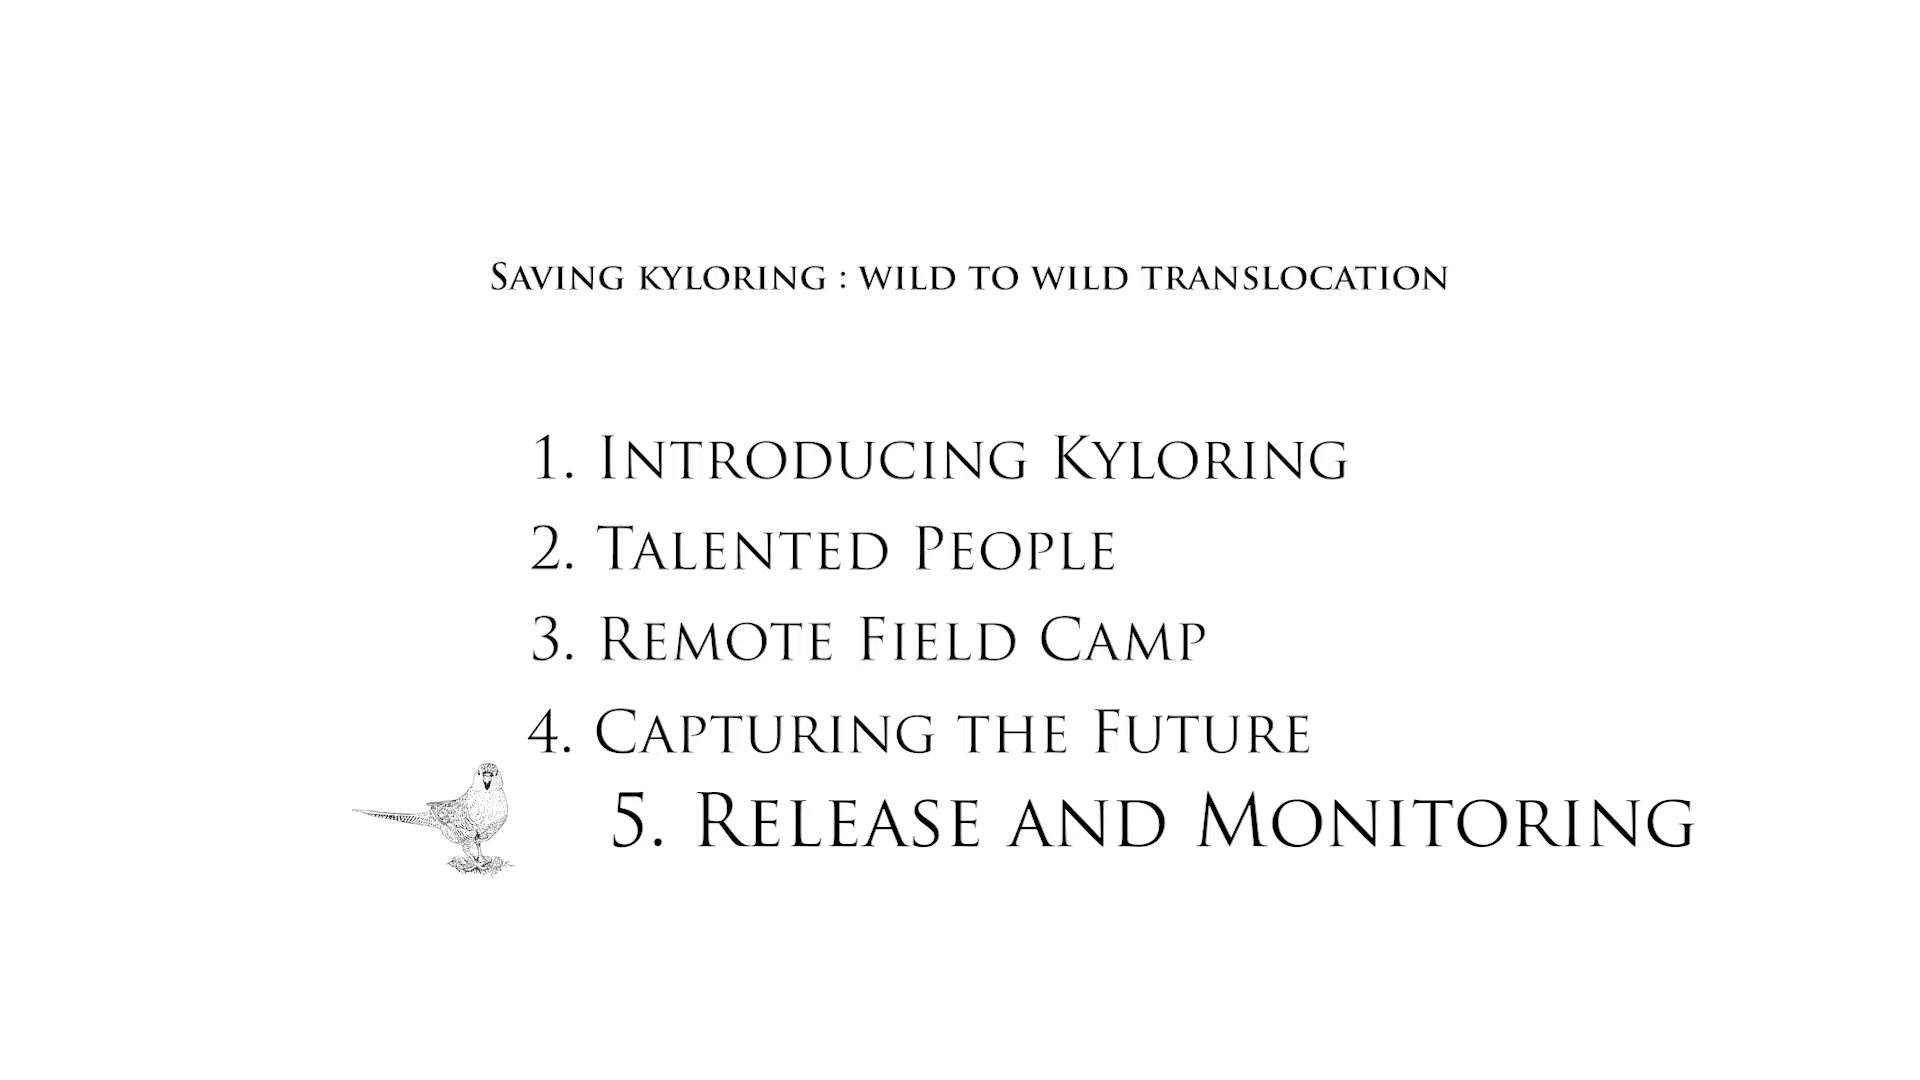 Saving kyloring : wild to wild translocation
1. Introducing Kyloring
2. Talented People
3. Remote Field Camp
4. Capturing the Future
5. Release and Monitoring